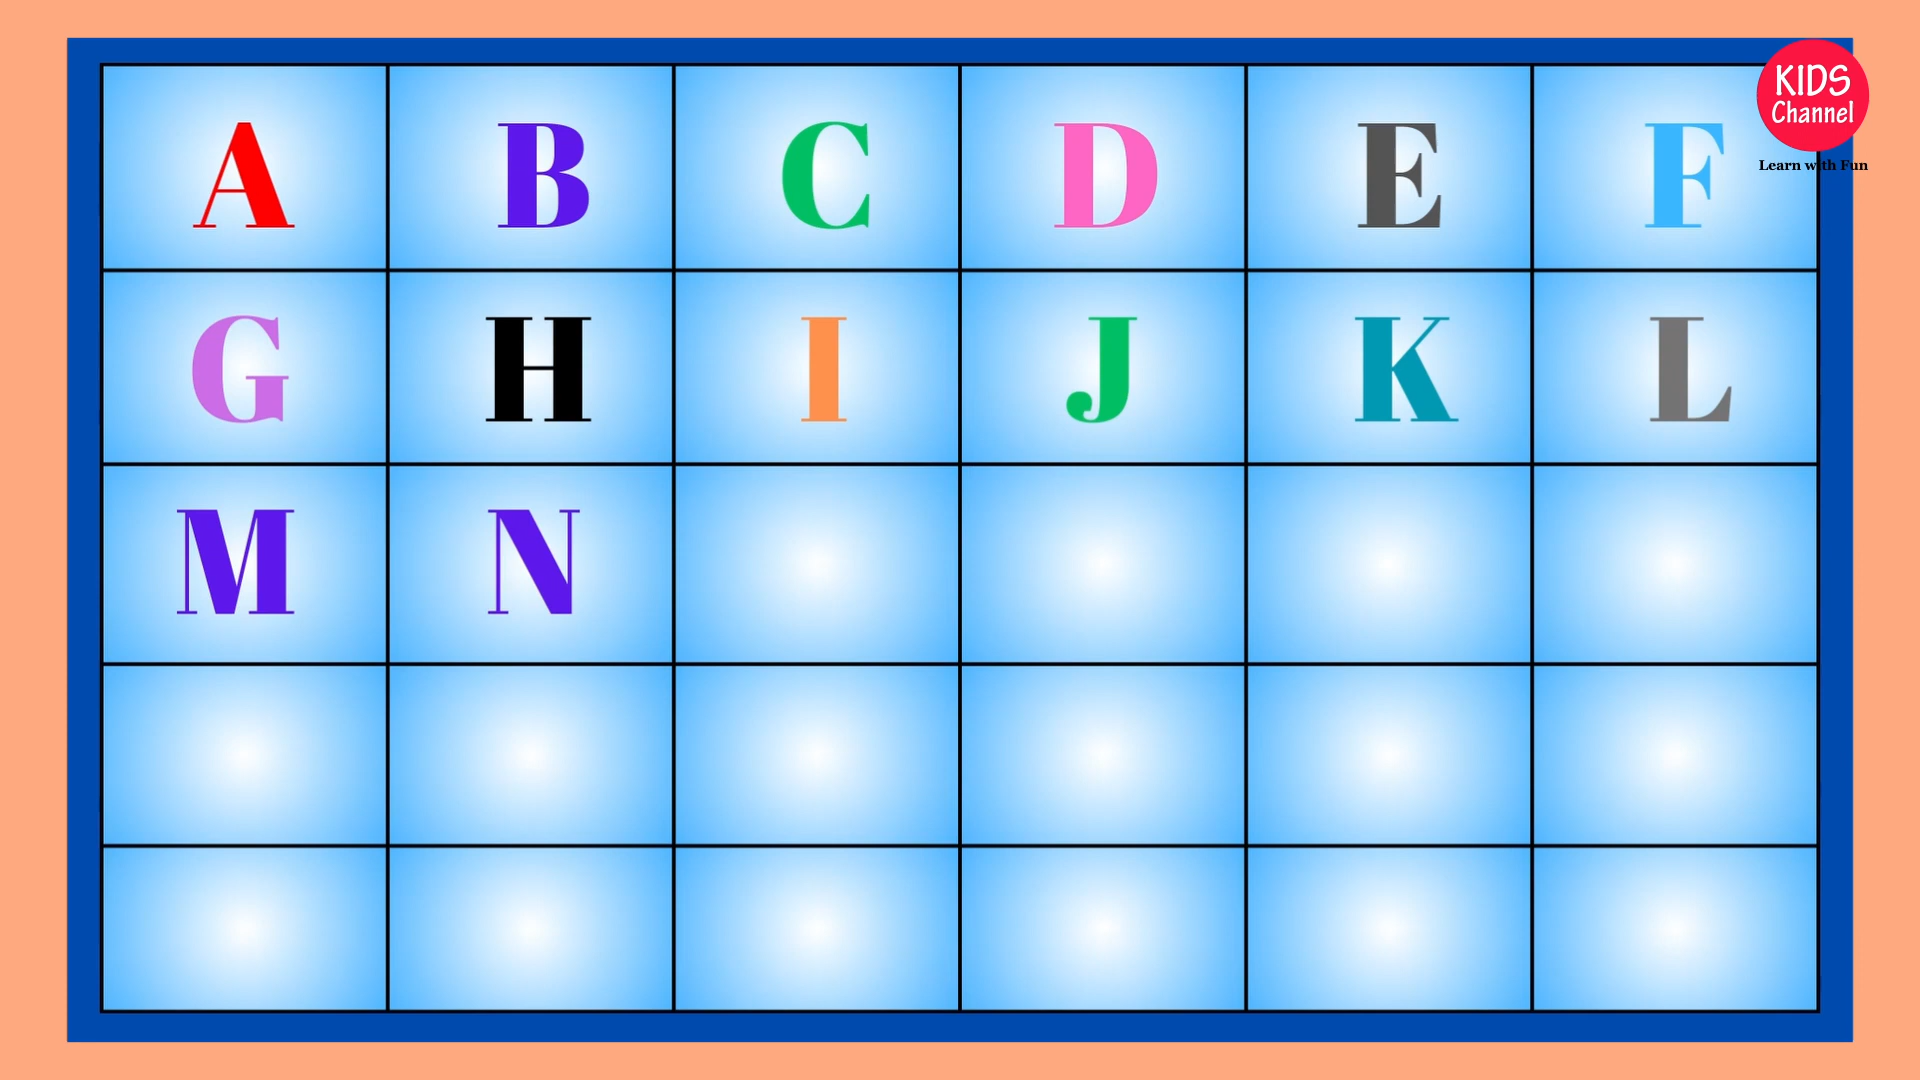 A B C D E F
G H I J K L
M N
KIDS
Channel
Learn with Fun